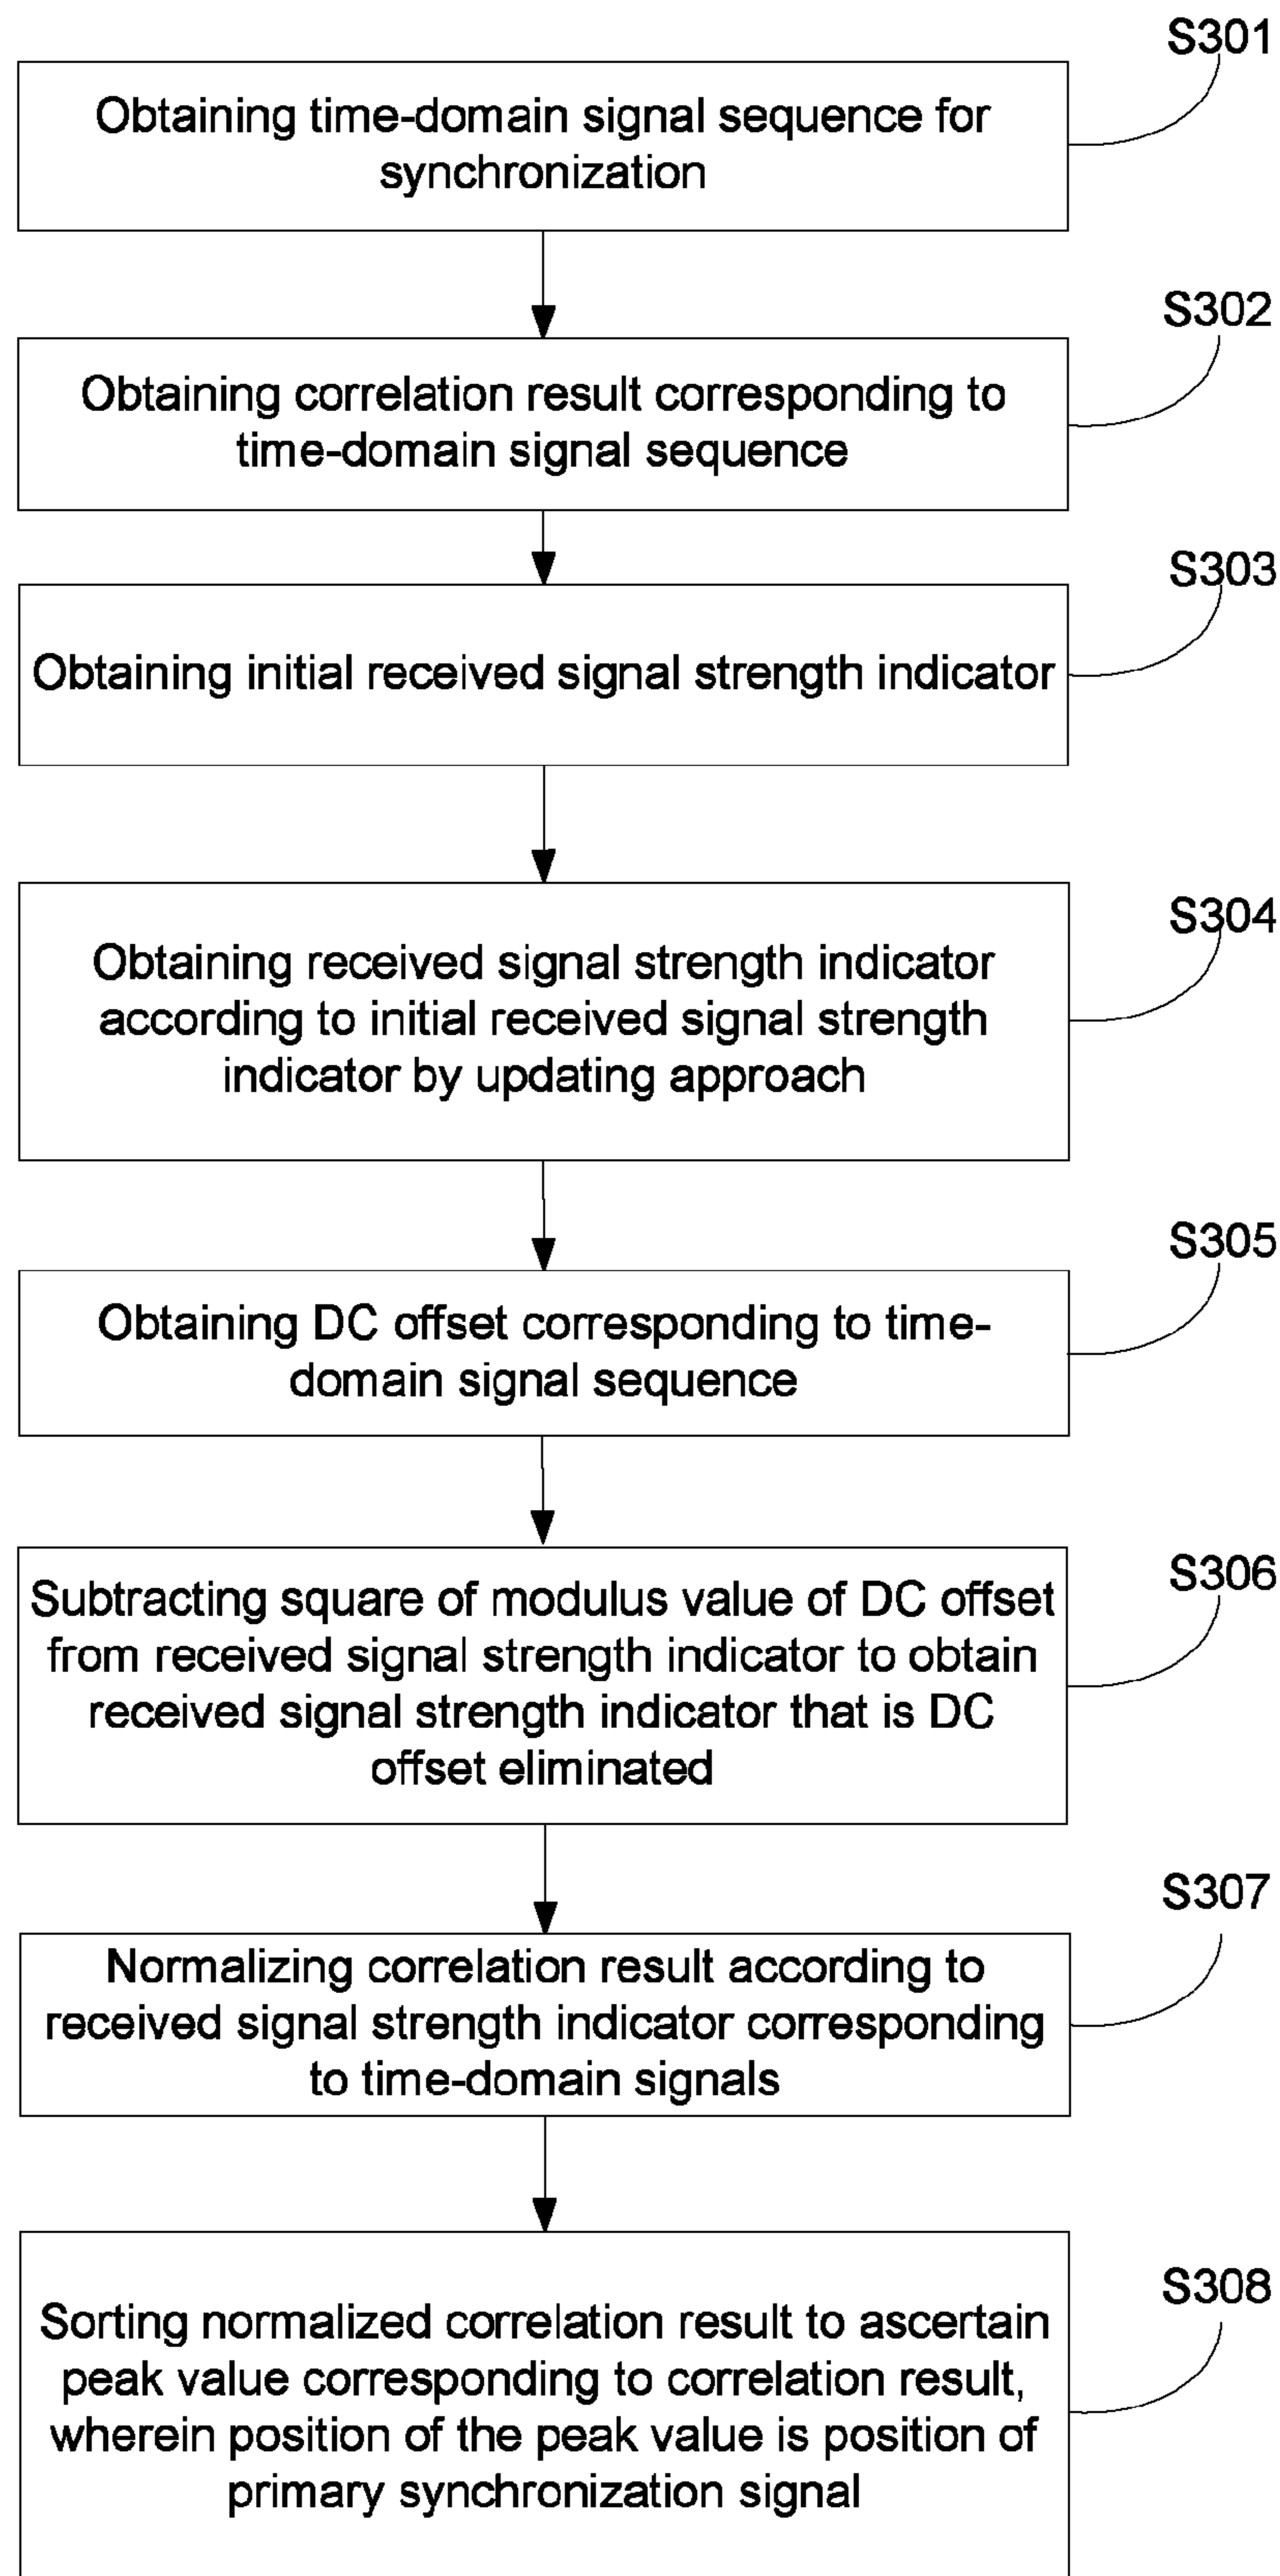 S301
Obtaining time-domain signal sequence for
synchronization
S302
Obtaining correlation result corresponding to
time-domain signal sequence
S303
Obtaining initial received signal strength indicator
S304
Obtaining received signal strength indicator
according to initial received signal strength
indicator by updating approach
S305
Obtaining DC offset corresponding to time-
domain signal sequence
S306
Subtracting square of modulus value of DC offset
from received signal strength indicator to obtain
received signal strength indicator that is DC
offset eliminated
S307
Normalizing correlation result according to
received signal strength indicator corresponding
to time-domain signals
S308
Sorting normalized correlation result to ascertain
peak value corresponding to correlation result,
wherein position of the peak value is position of
primary synchronization signal